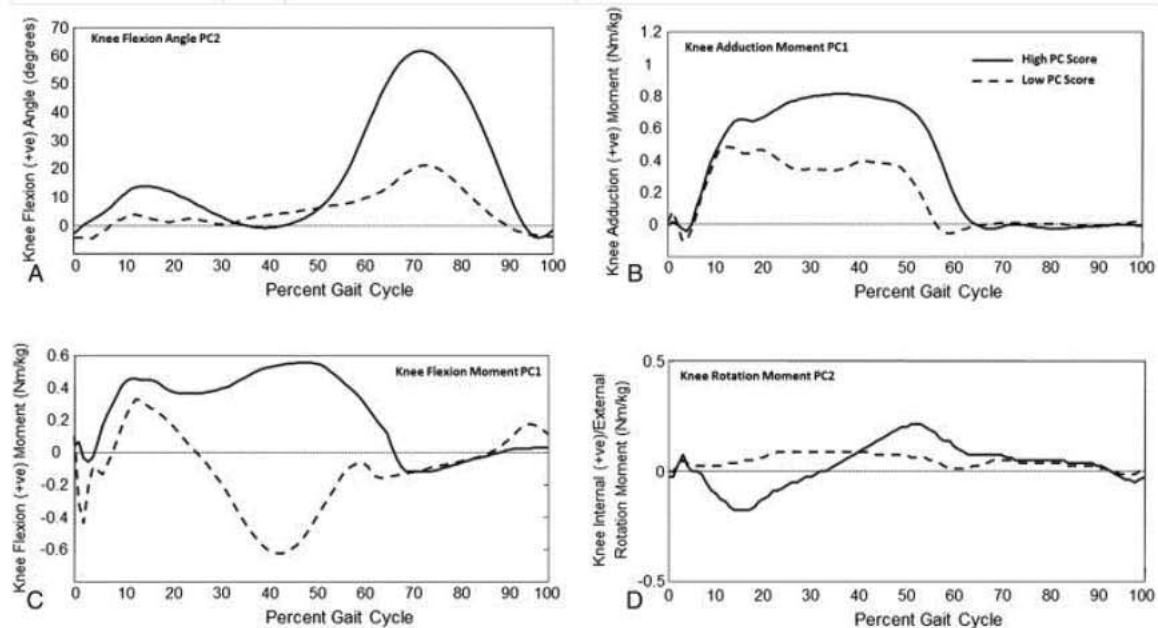 Knee Flexion Angle PC2
Knee Flexion (+ve) Angle (degrees)
70
60
50
40
30
20
10
0
0 10 20 30 40 50 60 70 80 90 100
Percent Gait Cycle
A
Knee Adduction Moment PC1
High PC Score
Low PC Score
Knee Adduction (+ve) Moment (Nm/kg)
1.2
1
0.8
0.6
0.4
0.2
0
0 10 20 30 40 50 60 70 80 90 100
Percent Gait Cycle
B
Knee Flexion Moment PC1
Knee Flexion (+ve) Moment (Nm/kg)
0.6
0.4
0.2
0
-0.2
-0.4
-0.6
0 10 20 30 40 50 60 70 80 90 100
Percent Gait Cycle
C
Knee Rotation Moment PC2
Knee Internal (+ve)/External
Rotation Moment (Nm/kg)
0.5
0
-0.5
0 10 20 30 40 50 60 70 80 90 100
Percent Gait Cycle
D